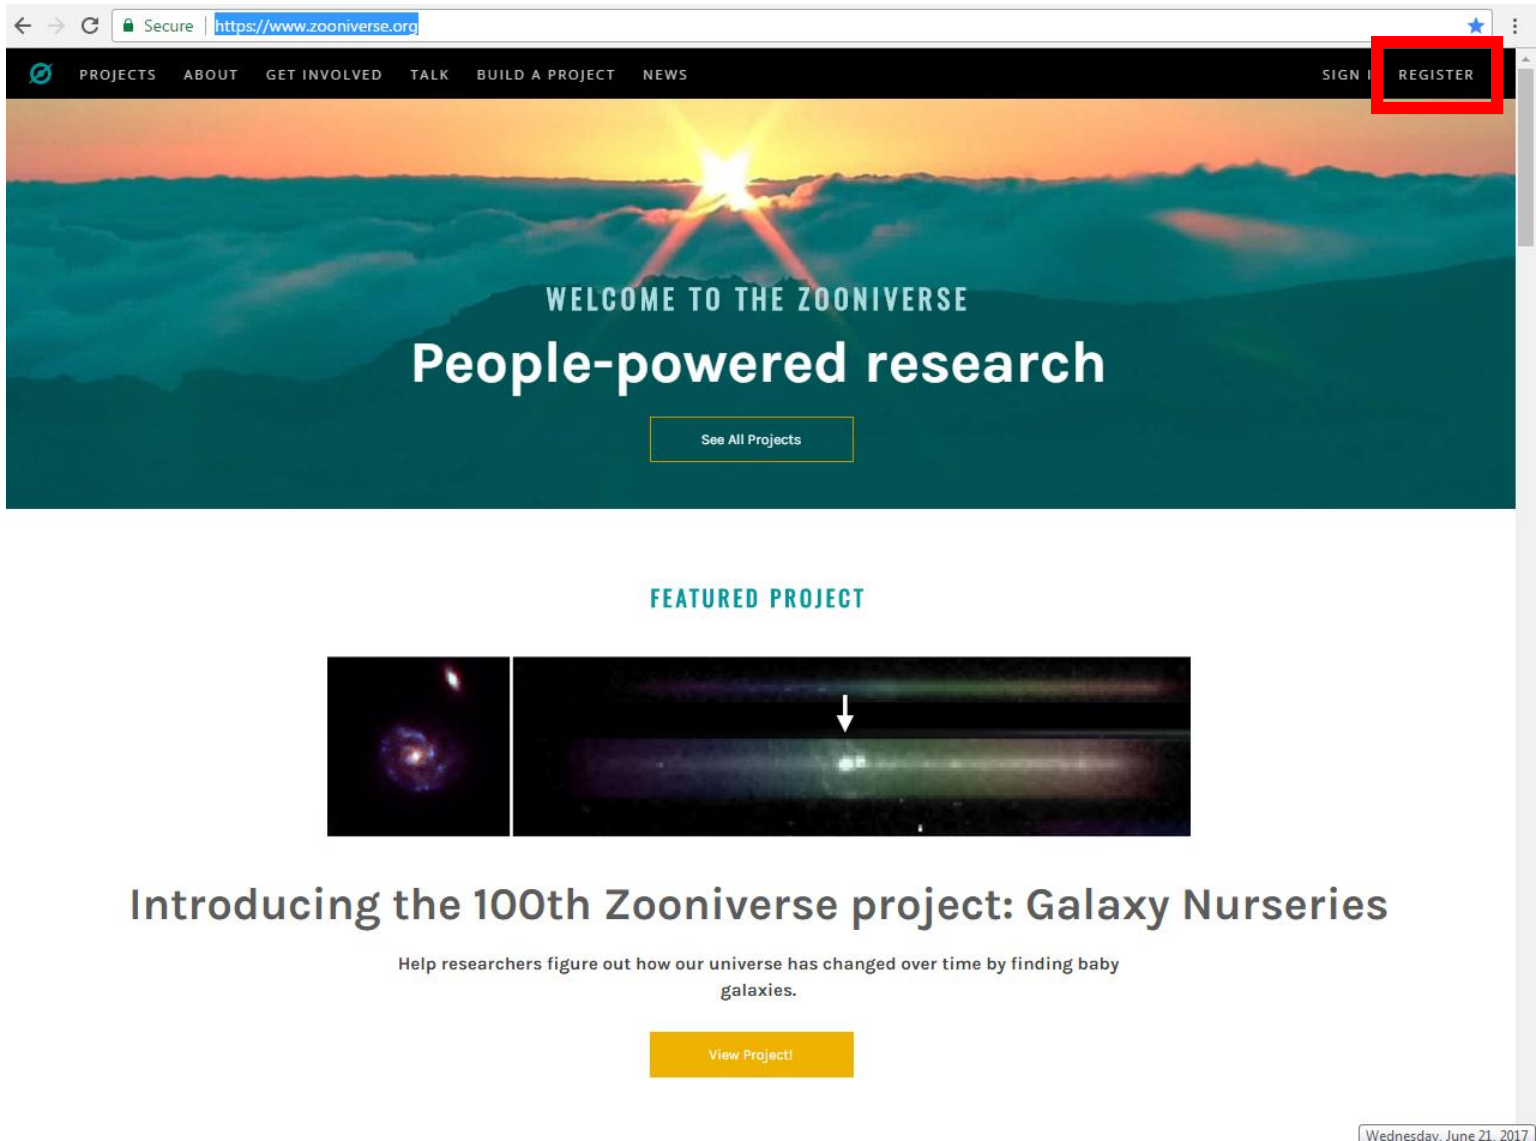 Secure https://www.zooniverse.org
PROJECTS ABOUT GET INVOLVED TALK BUILD A PROJECT NEWS SIGN I REGISTER
WELCOME TO THE ZOONIVERSE
People-powered research
See All Projects
FEATURED PROJECT
Introducing the 100th Zooniverse project: Galaxy Nurseries
Help researchers figure out how our universe has changed over time by finding baby
galaxies.
View Project!
Wednesday, June 21, 2017